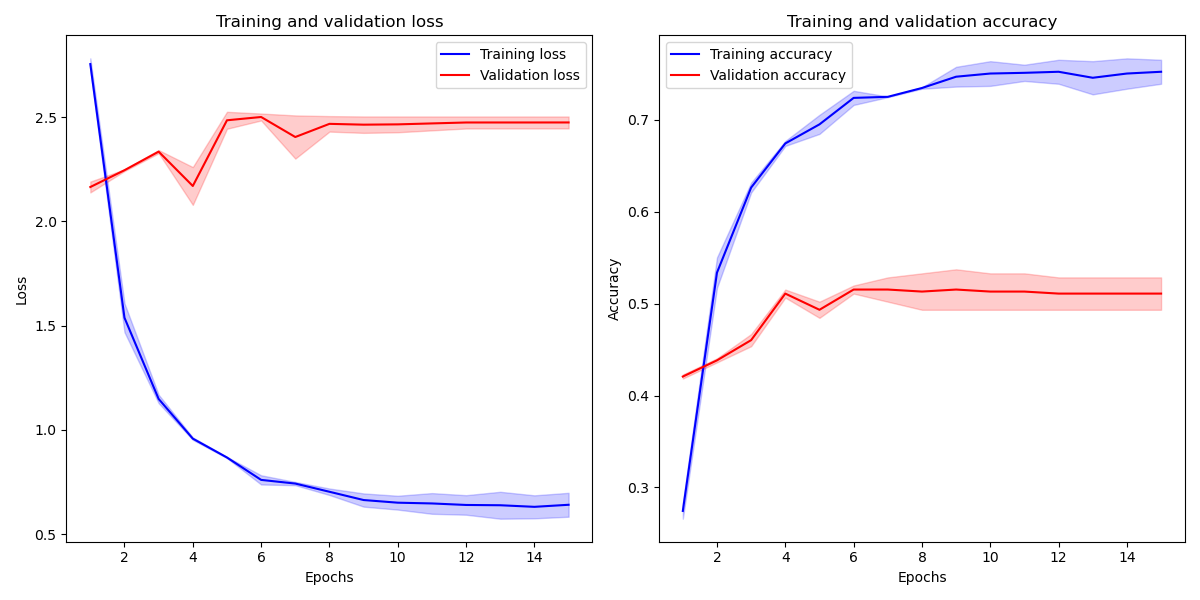 Training and validation loss
Training loss
Validation loss
2.5
2.0
1.5
1.0
0.5
Loss
2 4 6 8 10 12 14
Epochs
Training and validation accuracy
Training accuracy
Validation accuracy
0.7
0.6
0.5
0.4
0.3
Accuracy
2 4 6 8 10 12 14
Epochs